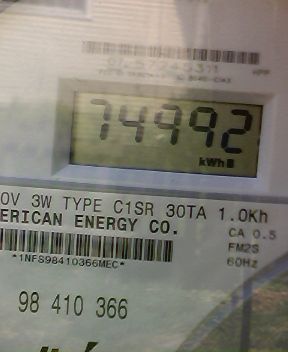 74992
kWh
OV 3W TYPE C1SR 30TA 1.0Kh
ERICAN ENERGY CO.
CA 0.5
FM2S
60Hz
*1NFS98410366MEC*
98 410 366